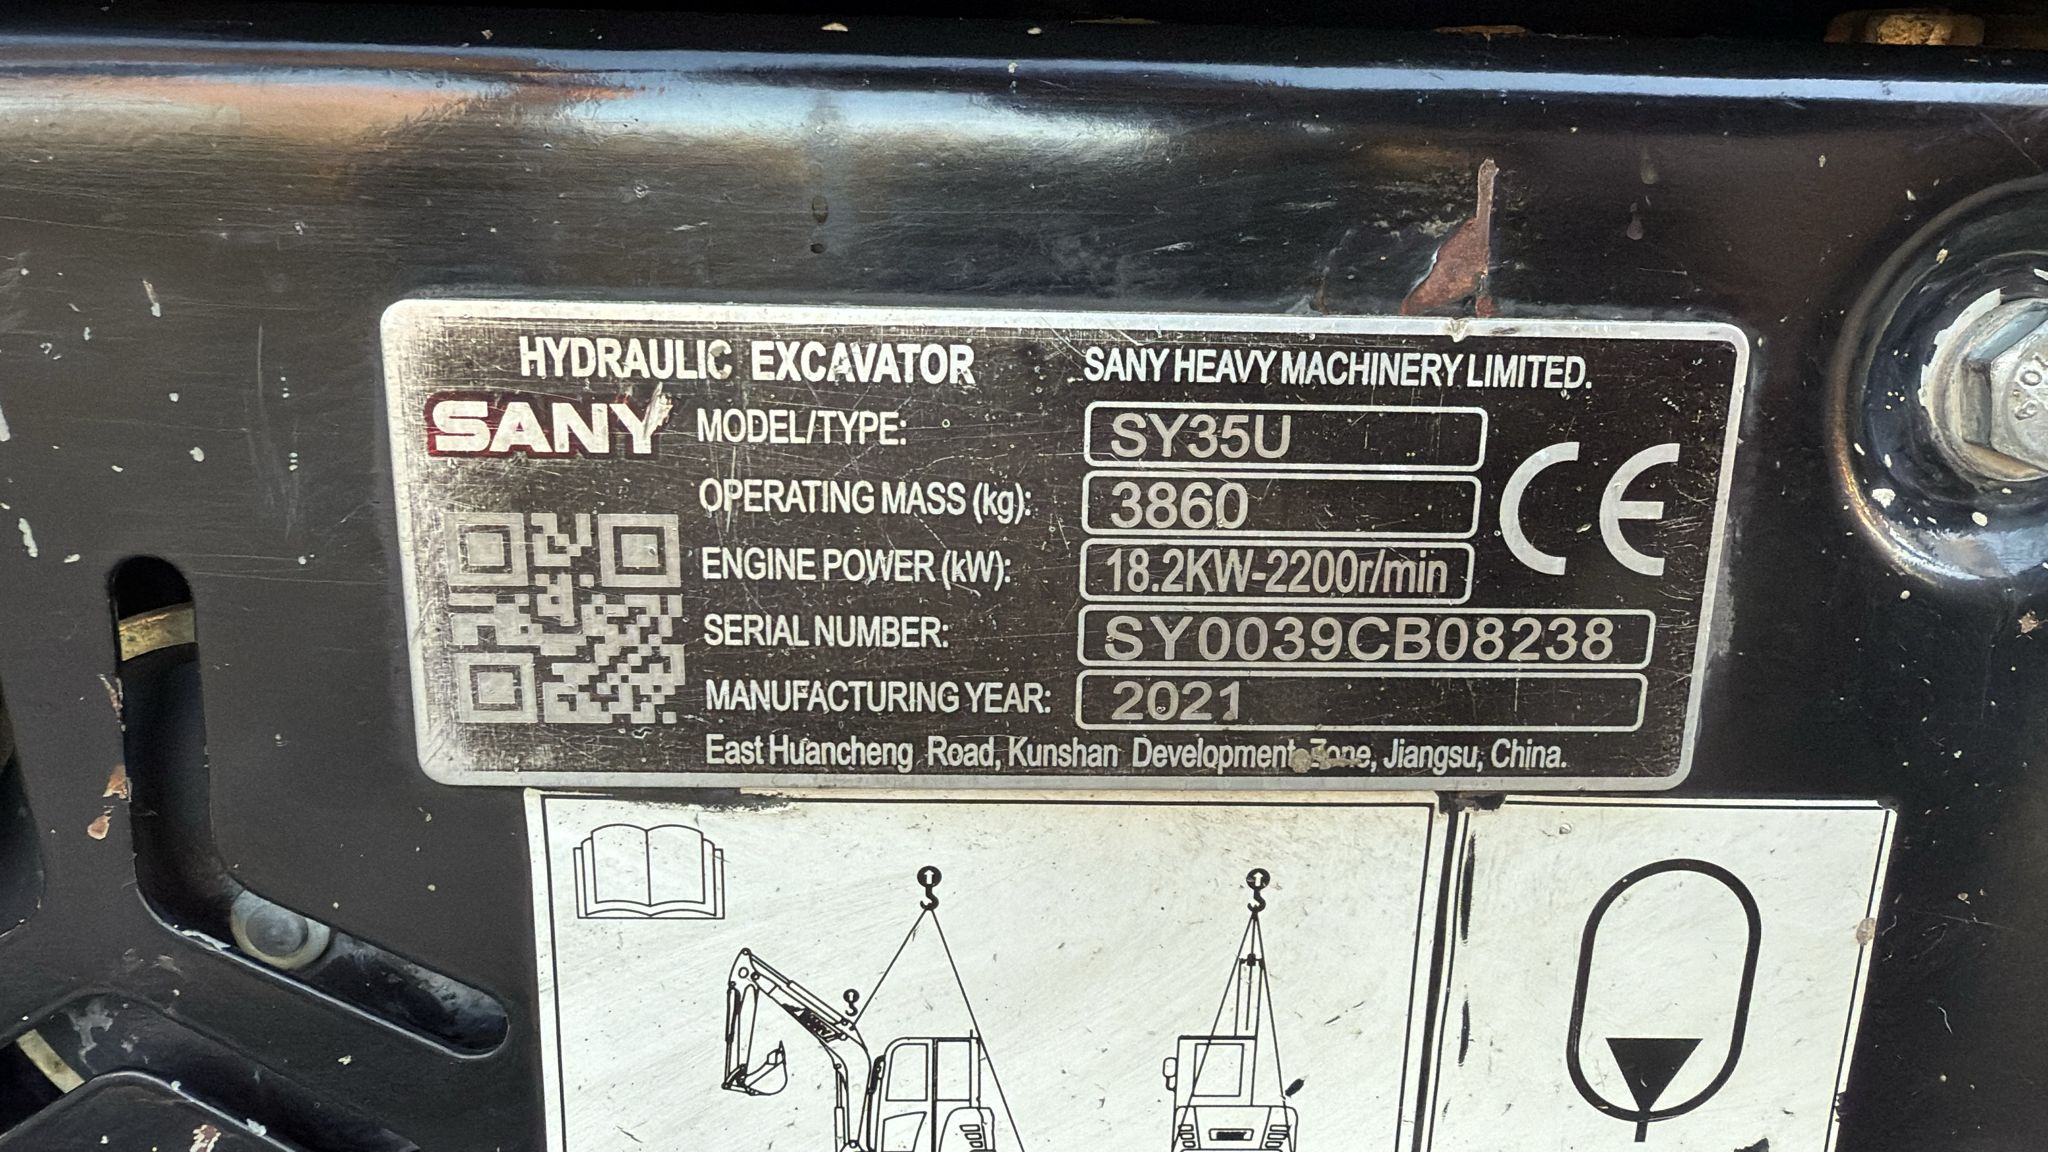 HYDRAULIC EXCAVATOR
SANY HEAVY MACHINERY LIMITED.
SANY
MODEL/TYPE: SY35U
OPERATING MASS (kg): 3860
ENGINE POWER (kW): 18.2KW-2200r/min
CE
SERIAL NUMBER: SY0039CB08238
MANUFACTURING YEAR: 2021
East Huancheng Road, Kunshan Development Zone, Jiangsu, China.